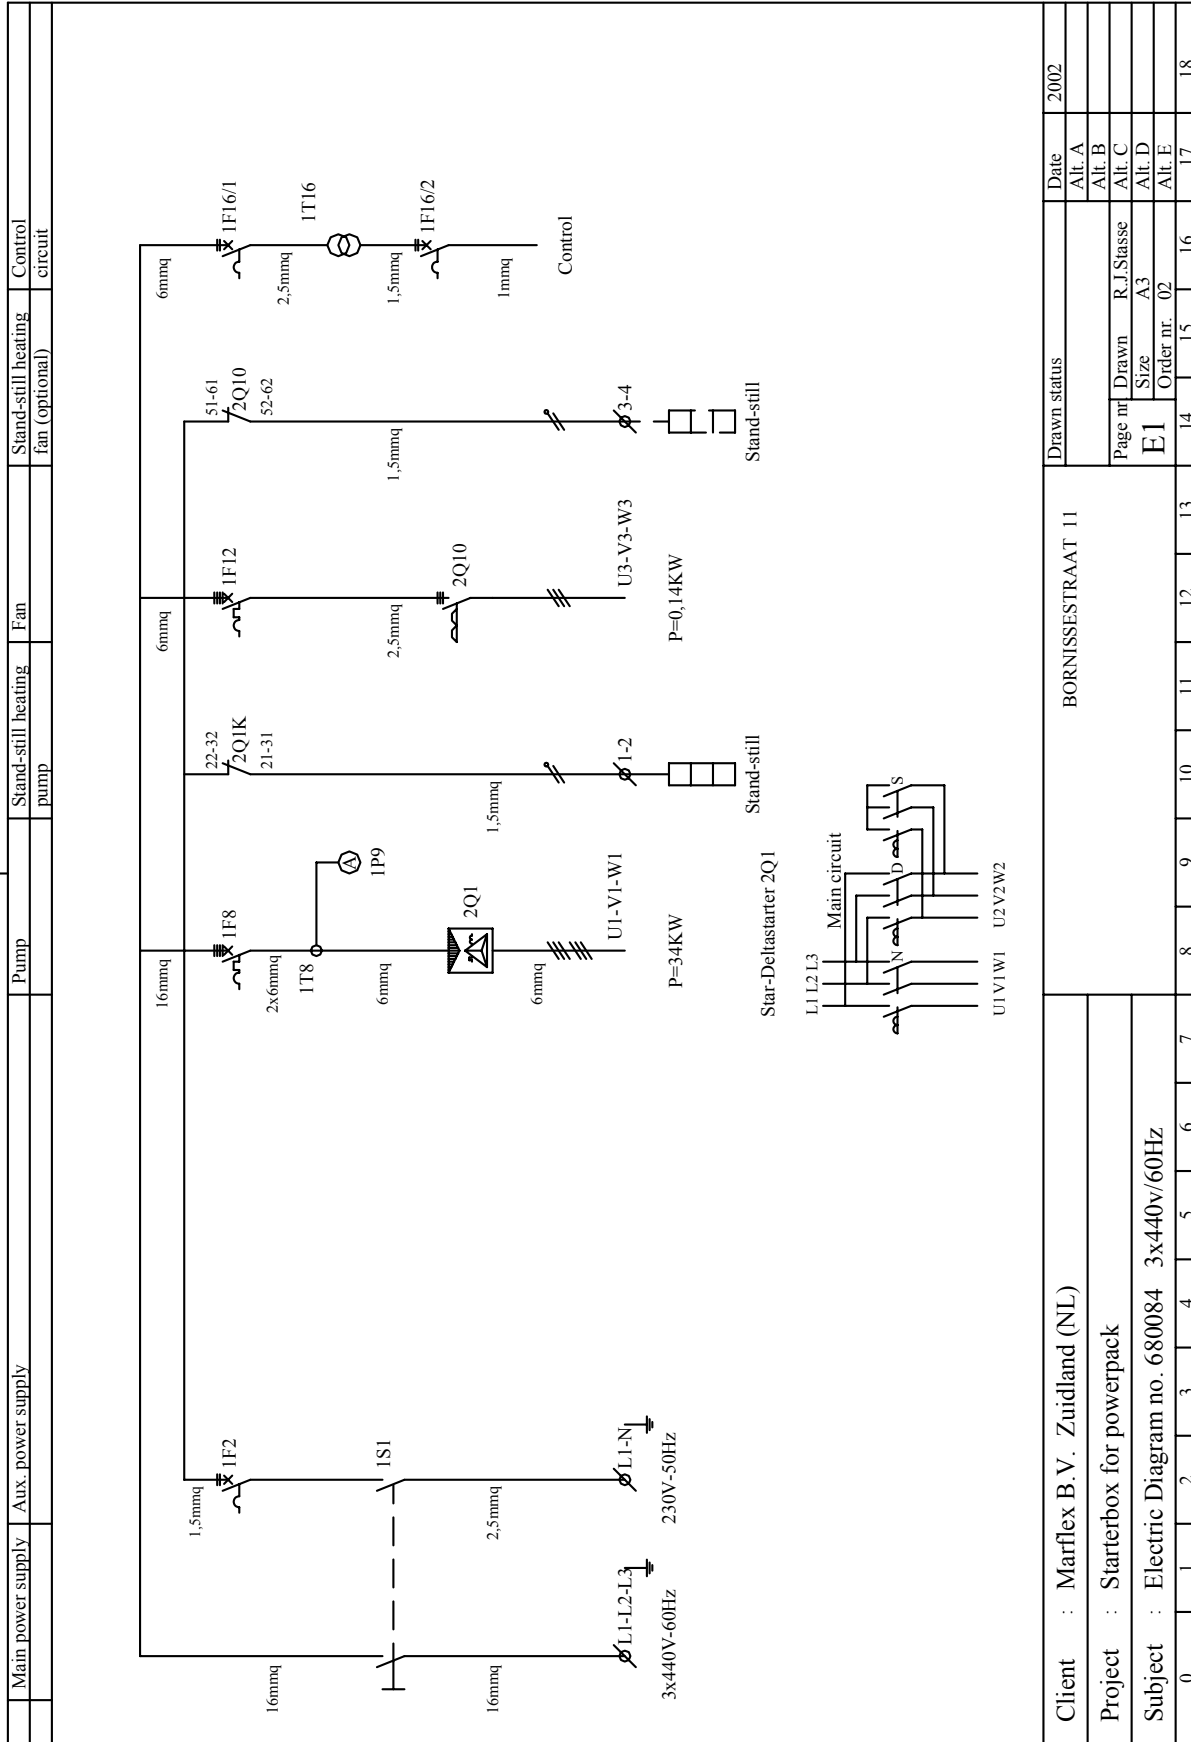 Main power supply
Aux. power supply
Pump
Stand-still heating
pump
Fan
Stand-still heating
fan (optional)
Control
circuit
16mmq
16mmq
L1-L2-L3
3x440V-60Hz
1,5mmq
1F2
1S1
2,5mmq
L1-N
230V-50Hz
16mmq
1F8
2x6mmq
1T8
A
1P9
6mmq
2Q1
6mmq
U1-V1-W1
P=34KW
22-32
2Q1K
21-31
1,5mmq
1-2
Stand-still
6mmq
1F12
2,5mmq
2Q10
U3-V3-W3
P=0,14KW
51-61
2Q10
52-62
1,5mmq
3-4
Stand-still
6mmq
1F16/1
2,5mmq
1T16
1,5mmq
1F16/2
1mmq
Control
Star-Deltastarter 2Q1
Main circuit
L1 L2 L3
N
D
S
U1 V1 W1
U2 V2 W2
Client : Marflex B.V. Zuidland (NL)
Project : Starterbox for powerpack
Subject : Electric Diagram no. 680084 3x440v/60Hz
BORNISSESTRAAT 11
Drawn status
Page nr
E1
Drawn R.J.Stasse
Size A3
Order nr. 02
Date 2002
Alt. A
Alt. B
Alt. C
Alt. D
Alt. E
0 1 2 3 4 5 6 7 8 9 10 11 12 13 14 15 16 17 18